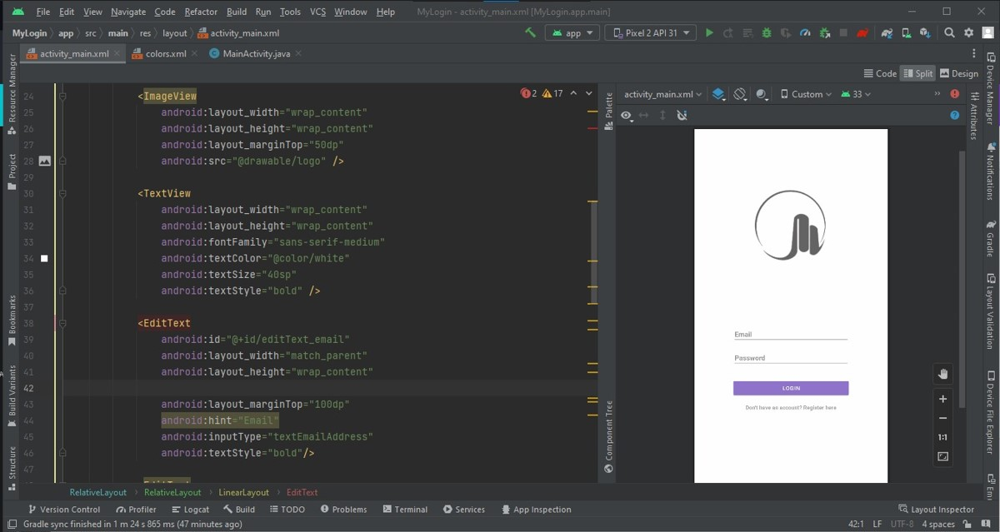 File Edit View Navigate Code Refactor Build Run Tools VCS Window Help MyLogin - activity_main.xml [MyLogin.app.main]
MyLogin app src main res layout activity_main.xml app Pixel 2 API 31
activity_main.xml colors.xml MainActivity.java
Code Split Design
Resource Manager
Project
Bookmarks
Build Variants
Structure
24 <ImageView
25 android:layout_width="wrap_content"
26 android:layout_height="wrap_content"
27 android:layout_marginTop="50dp"
28 android:src="@drawable/logo" />
29
30 <TextView
31 android:layout_width="wrap_content"
32 android:layout_height="wrap_content"
33 android:fontFamily="sans-serif-medium"
34 android:textColor="@color/white"
35 android:textSize="40sp"
36 android:textStyle="bold" />
37
38 <EditText
39 android:id="@+id/editText_email"
40 android:layout_width="match_parent"
41 android:layout_height="wrap_content"
42
43 android:layout_marginTop="100dp"
44 android:hint="Email"
45 android:inputType="textEmailAddress"
46 android:textStyle="bold"/>
47
2 17
Palette
Component Tree
activity_main.xml Custom 33
Email
Password
LOGIN
Don't have an account? Register here
1:1
Attributes
Device Manager
Notifications
Gradle
Layout Validation
Device File Explorer
RelativeLayout RelativeLayout LinearLayout EditText
Version Control Profiler Logcat Build TODO Problems Terminal Services App Inspection Layout Inspector
Gradle sync finished in 1 m 24 s 865 ms (47 minutes ago) 42:1 LF UTF-8 4 spaces